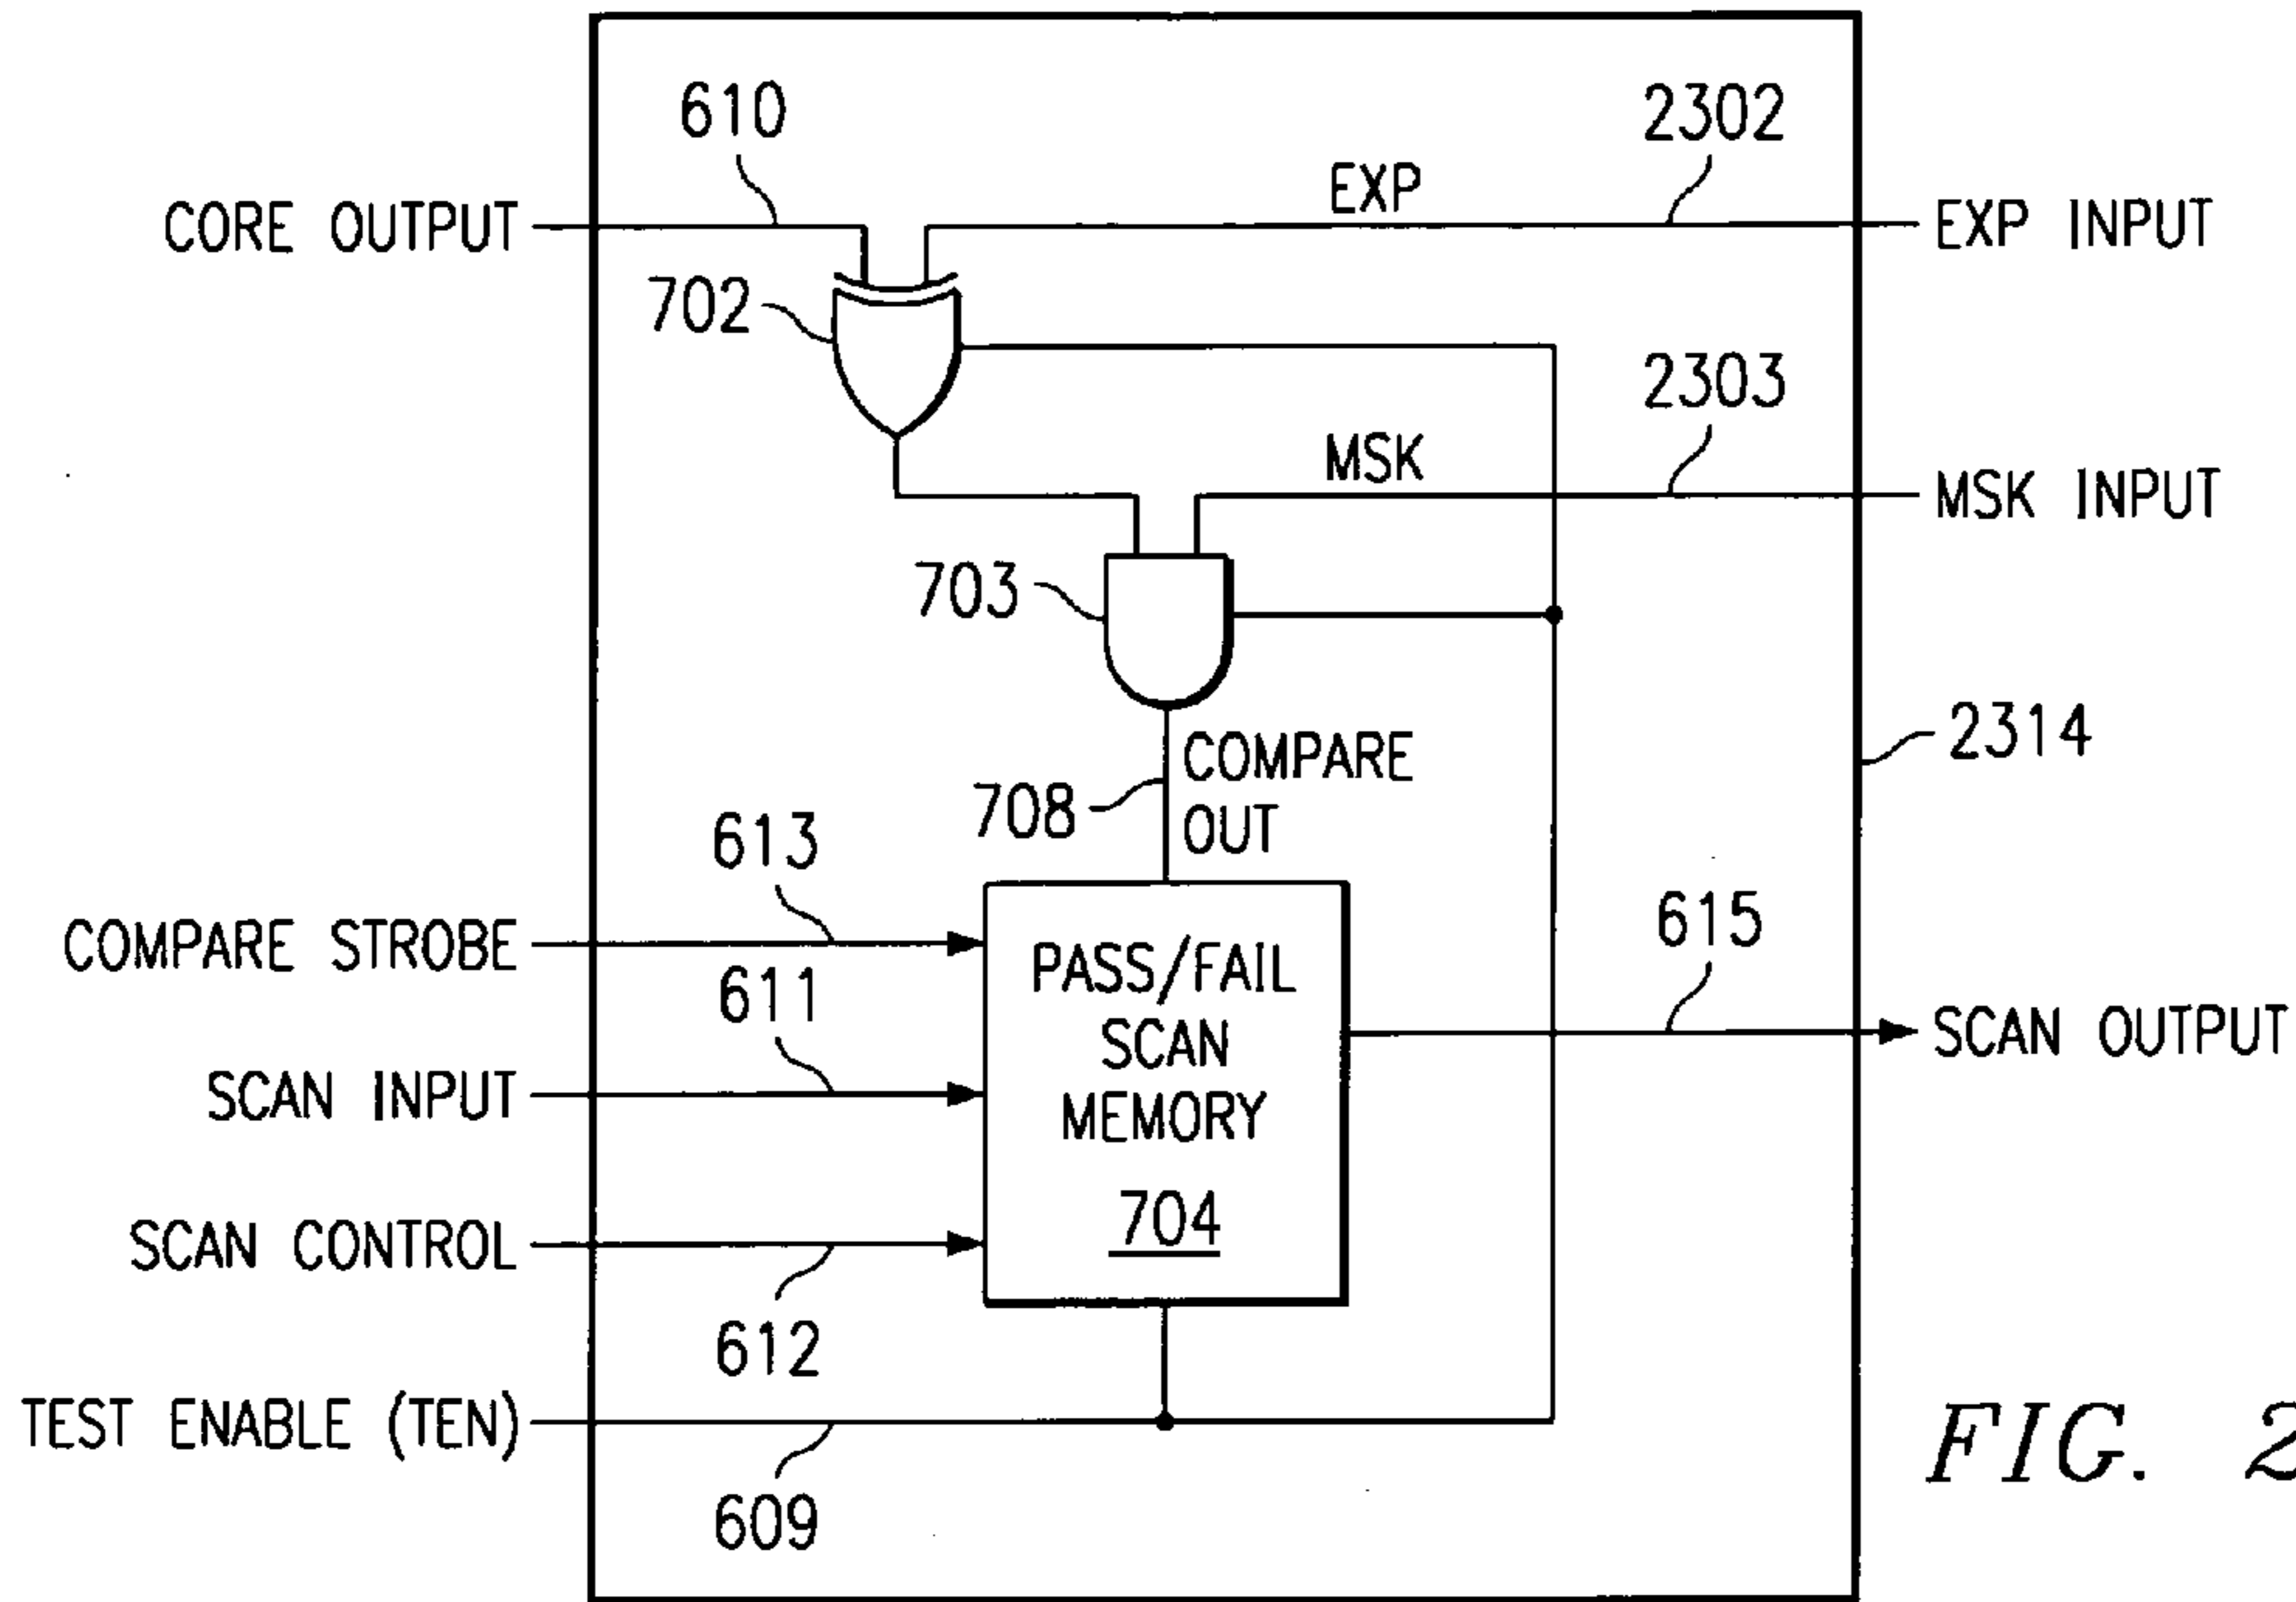 610
2302
CORE OUTPUT
EXP
EXP INPUT
702
2303
MSK
MSK INPUT
703
2314
COMPARE
OUT
708
613
615
COMPARE STROBE
611
PASS/FAIL
SCAN
MEMORY
704
SCAN OUTPUT
SCAN INPUT
SCAN CONTROL
612
TEST ENABLE (TEN)
609
FIG. 2